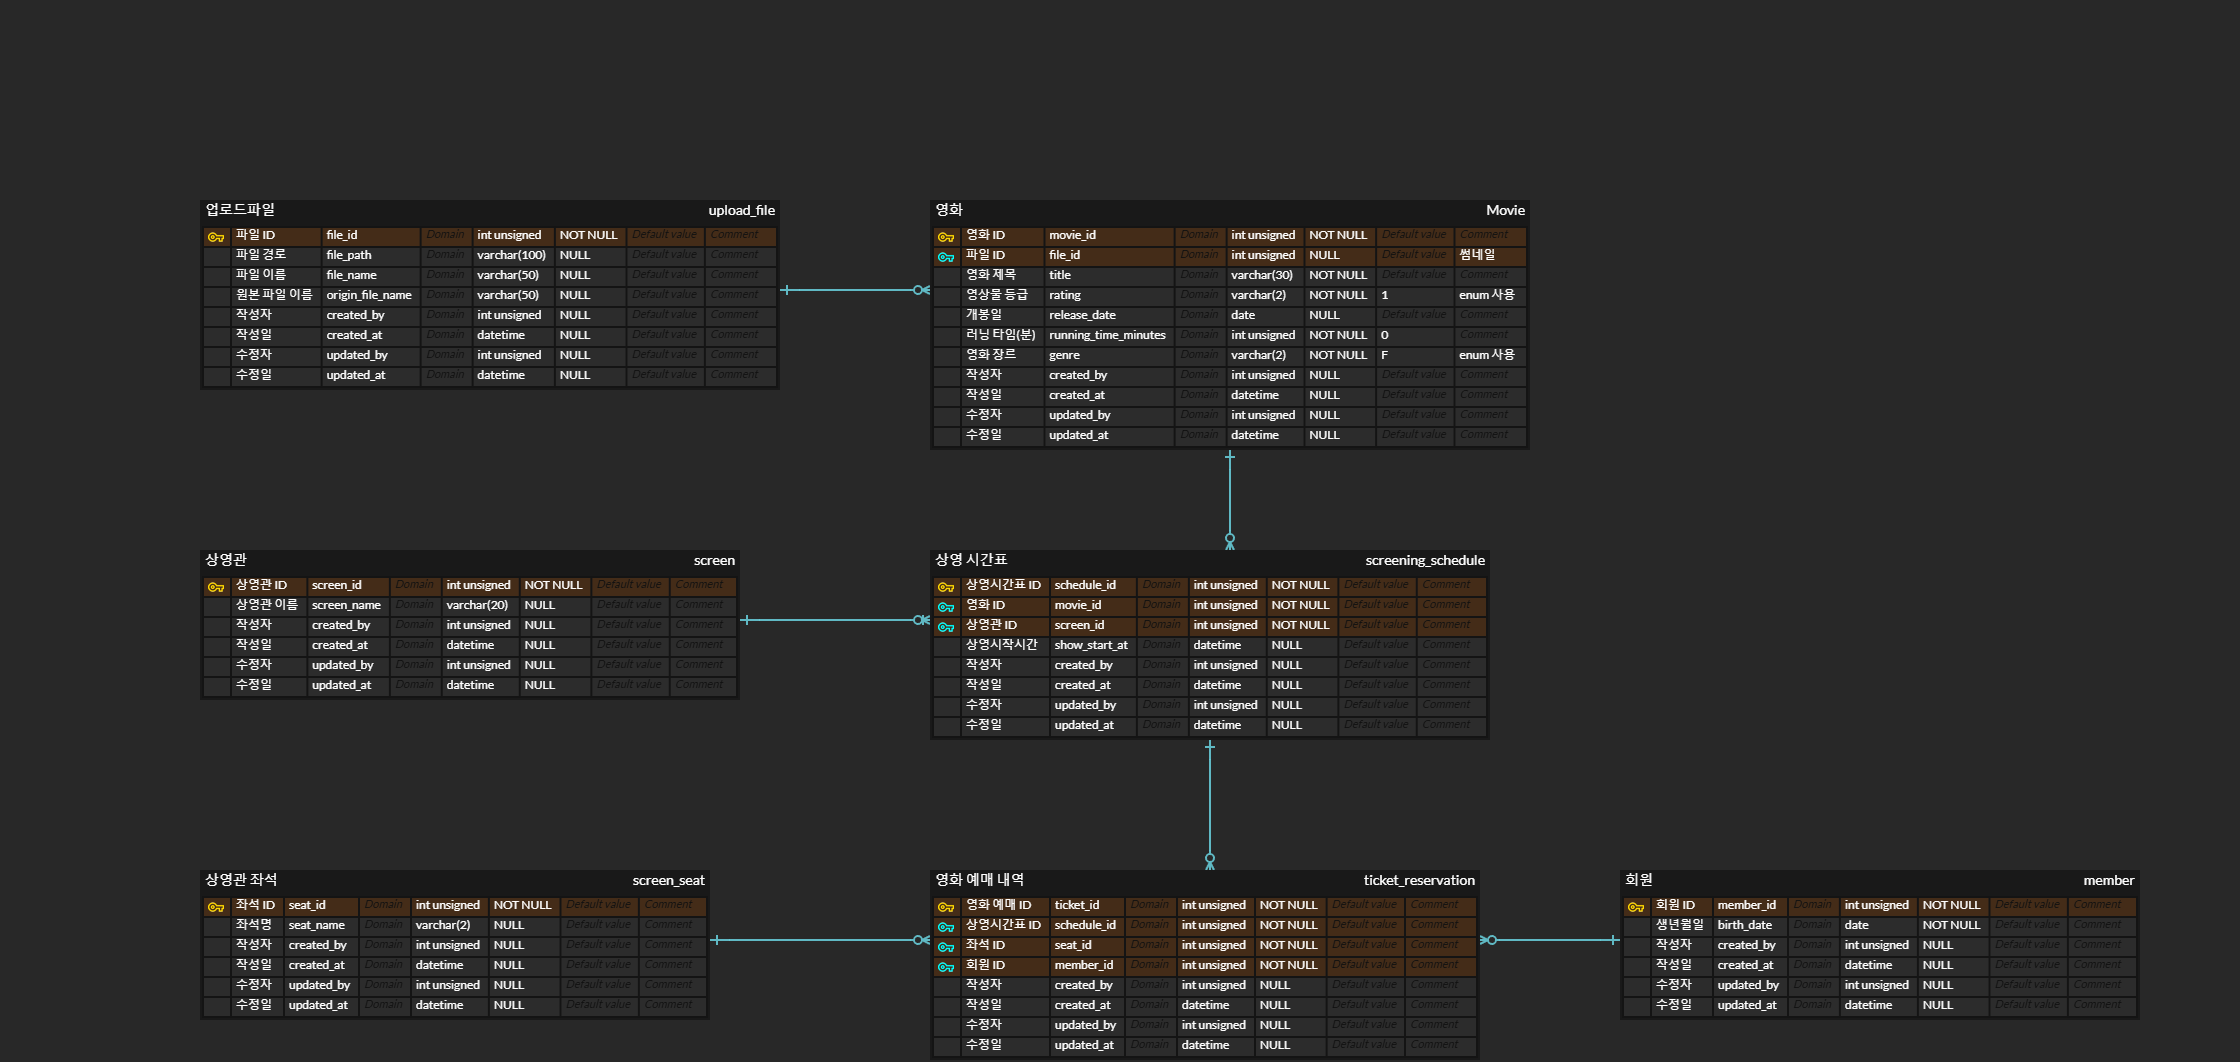 업로드파일 upload_file
파일 ID file_id Domain int unsigned NOT NULL Default value Comment
파일 경로 file_path Domain varchar(100) NULL Default value Comment
파일 이름 file_name Domain varchar(50) NULL Default value Comment
원본 파일 이름 origin_file_name Domain varchar(50) NULL Default value Comment
작성자 created_by Domain int unsigned NULL Default value Comment
작성일 created_at Domain datetime NULL Default value Comment
수정자 updated_by Domain int unsigned NULL Default value Comment
수정일 updated_at Domain datetime NULL Default value Comment
영화 Movie
영화 ID movie_id Domain int unsigned NOT NULL Default value Comment
파일 ID file_id Domain int unsigned NULL Default value 썸네일
영화 제목 title Domain varchar(30) NOT NULL Default value Comment
영상물 등급 rating Domain varchar(2) NOT NULL 1 enum 사용
개봉일 release_date Domain date NULL Default value Comment
러닝 타임(분) running_time_minutes Domain int unsigned NOT NULL 0 Comment
영화 장르 genre Domain varchar(2) NOT NULL F enum 사용
작성자 created_by Domain int unsigned NULL Default value Comment
작성일 created_at Domain datetime NULL Default value Comment
수정자 updated_by Domain int unsigned NULL Default value Comment
수정일 updated_at Domain datetime NULL Default value Comment
상영관 screen
상영관 ID screen_id Domain int unsigned NOT NULL Default value Comment
상영관 이름 screen_name Domain varchar(20) NULL Default value Comment
작성자 created_by Domain int unsigned NULL Default value Comment
작성일 created_at Domain datetime NULL Default value Comment
수정자 updated_by Domain int unsigned NULL Default value Comment
수정일 updated_at Domain datetime NULL Default value Comment
상영 시간표 screening_schedule
상영시간표 ID schedule_id Domain int unsigned NOT NULL Default value Comment
영화 ID movie_id Domain int unsigned NOT NULL Default value Comment
상영관 ID screen_id Domain int unsigned NOT NULL Default value Comment
상영시작시간 show_start_at Domain datetime NULL Default value Comment
작성자 created_by Domain int unsigned NULL Default value Comment
작성일 created_at Domain datetime NULL Default value Comment
수정자 updated_by Domain int unsigned NULL Default value Comment
수정일 updated_at Domain datetime NULL Default value Comment
상영관 좌석 screen_seat
좌석 ID seat_id Domain int unsigned NOT NULL Default value Comment
좌석명 seat_name Domain varchar(2) NULL Default value Comment
작성자 created_by Domain int unsigned NULL Default value Comment
작성일 created_at Domain datetime NULL Default value Comment
수정자 updated_by Domain int unsigned NULL Default value Comment
수정일 updated_at Domain datetime NULL Default value Comment
영화 예매 내역 ticket_reservation
영화 예매 ID ticket_id Domain int unsigned NOT NULL Default value Comment
상영시간표 ID schedule_id Domain int unsigned NOT NULL Default value Comment
좌석 ID seat_id Domain int unsigned NOT NULL Default value Comment
회원 ID member_id Domain int unsigned NOT NULL Default value Comment
작성자 created_by Domain int unsigned NULL Default value Comment
작성일 created_at Domain datetime NULL Default value Comment
수정자 updated_by Domain int unsigned NULL Default value Comment
수정일 updated_at Domain datetime NULL Default value Comment
회원 member
회원 ID member_id Domain int unsigned NOT NULL Default value Comment
생년월일 birth_date Domain date NOT NULL Default value Comment
작성자 created_by Domain int unsigned NULL Default value Comment
작성일 created_at Domain datetime NULL Default value Comment
수정자 updated_by Domain int unsigned NULL Default value Comment
수정일 updated_at Domain datetime NULL Default value Comment